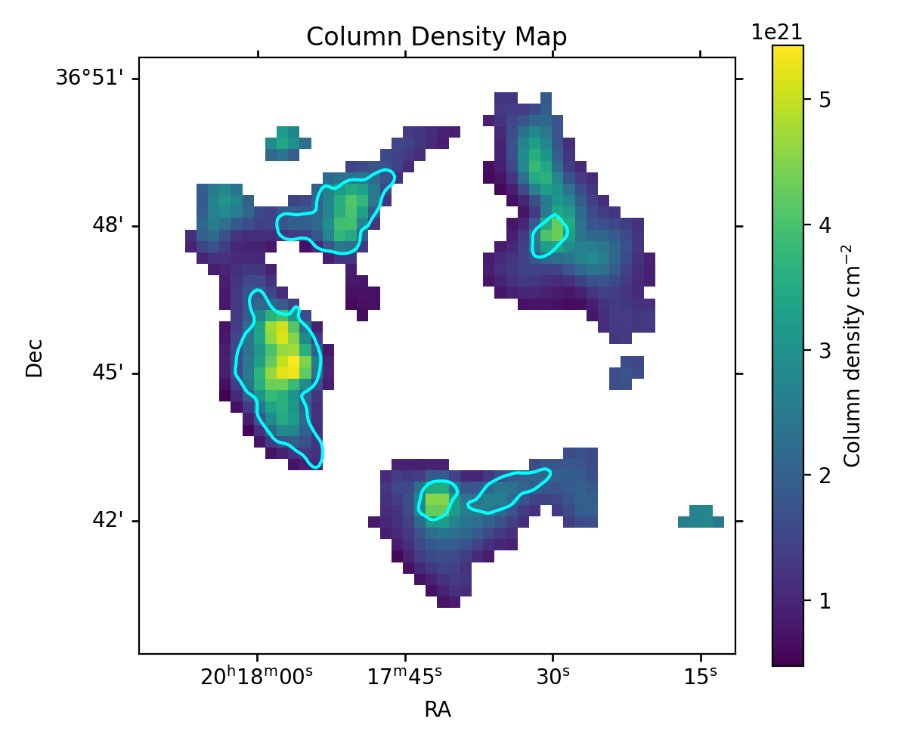 Column Density Map
1e21
36°51'
48'
45'
42'
Dec
20ʰ18ᵐ00ˢ
17ᵐ45ˢ
30ˢ
15ˢ
RA
5
4
3
2
1
Column density cm⁻²